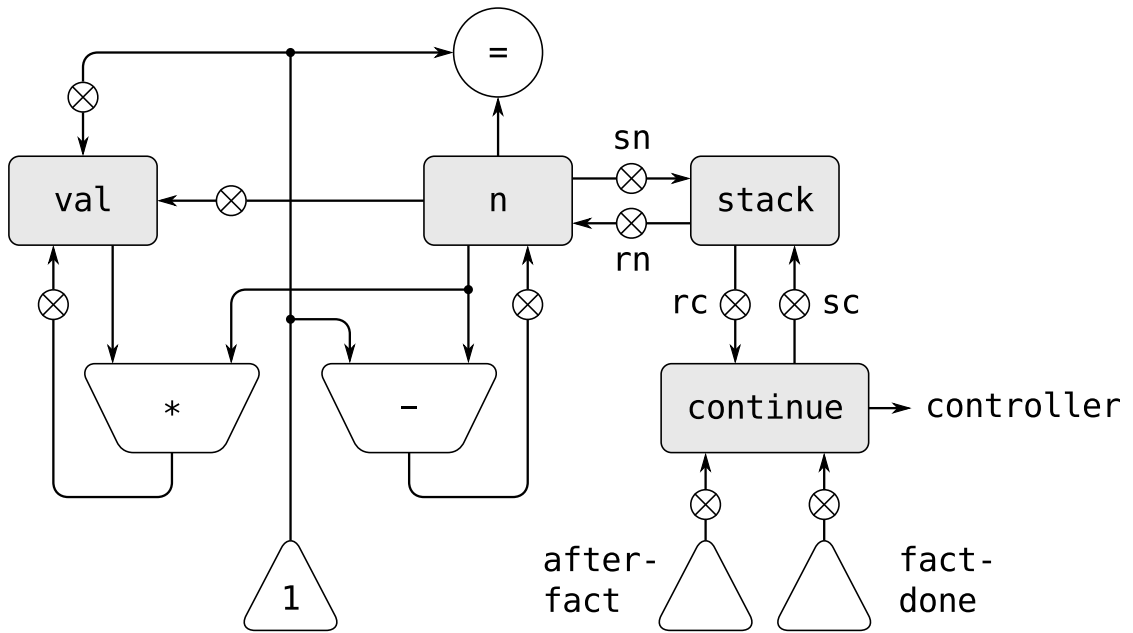 =
sn
val
n
stack
rn
rc
sc
*
–
continue
controller
after-
fact
fact-
done
1